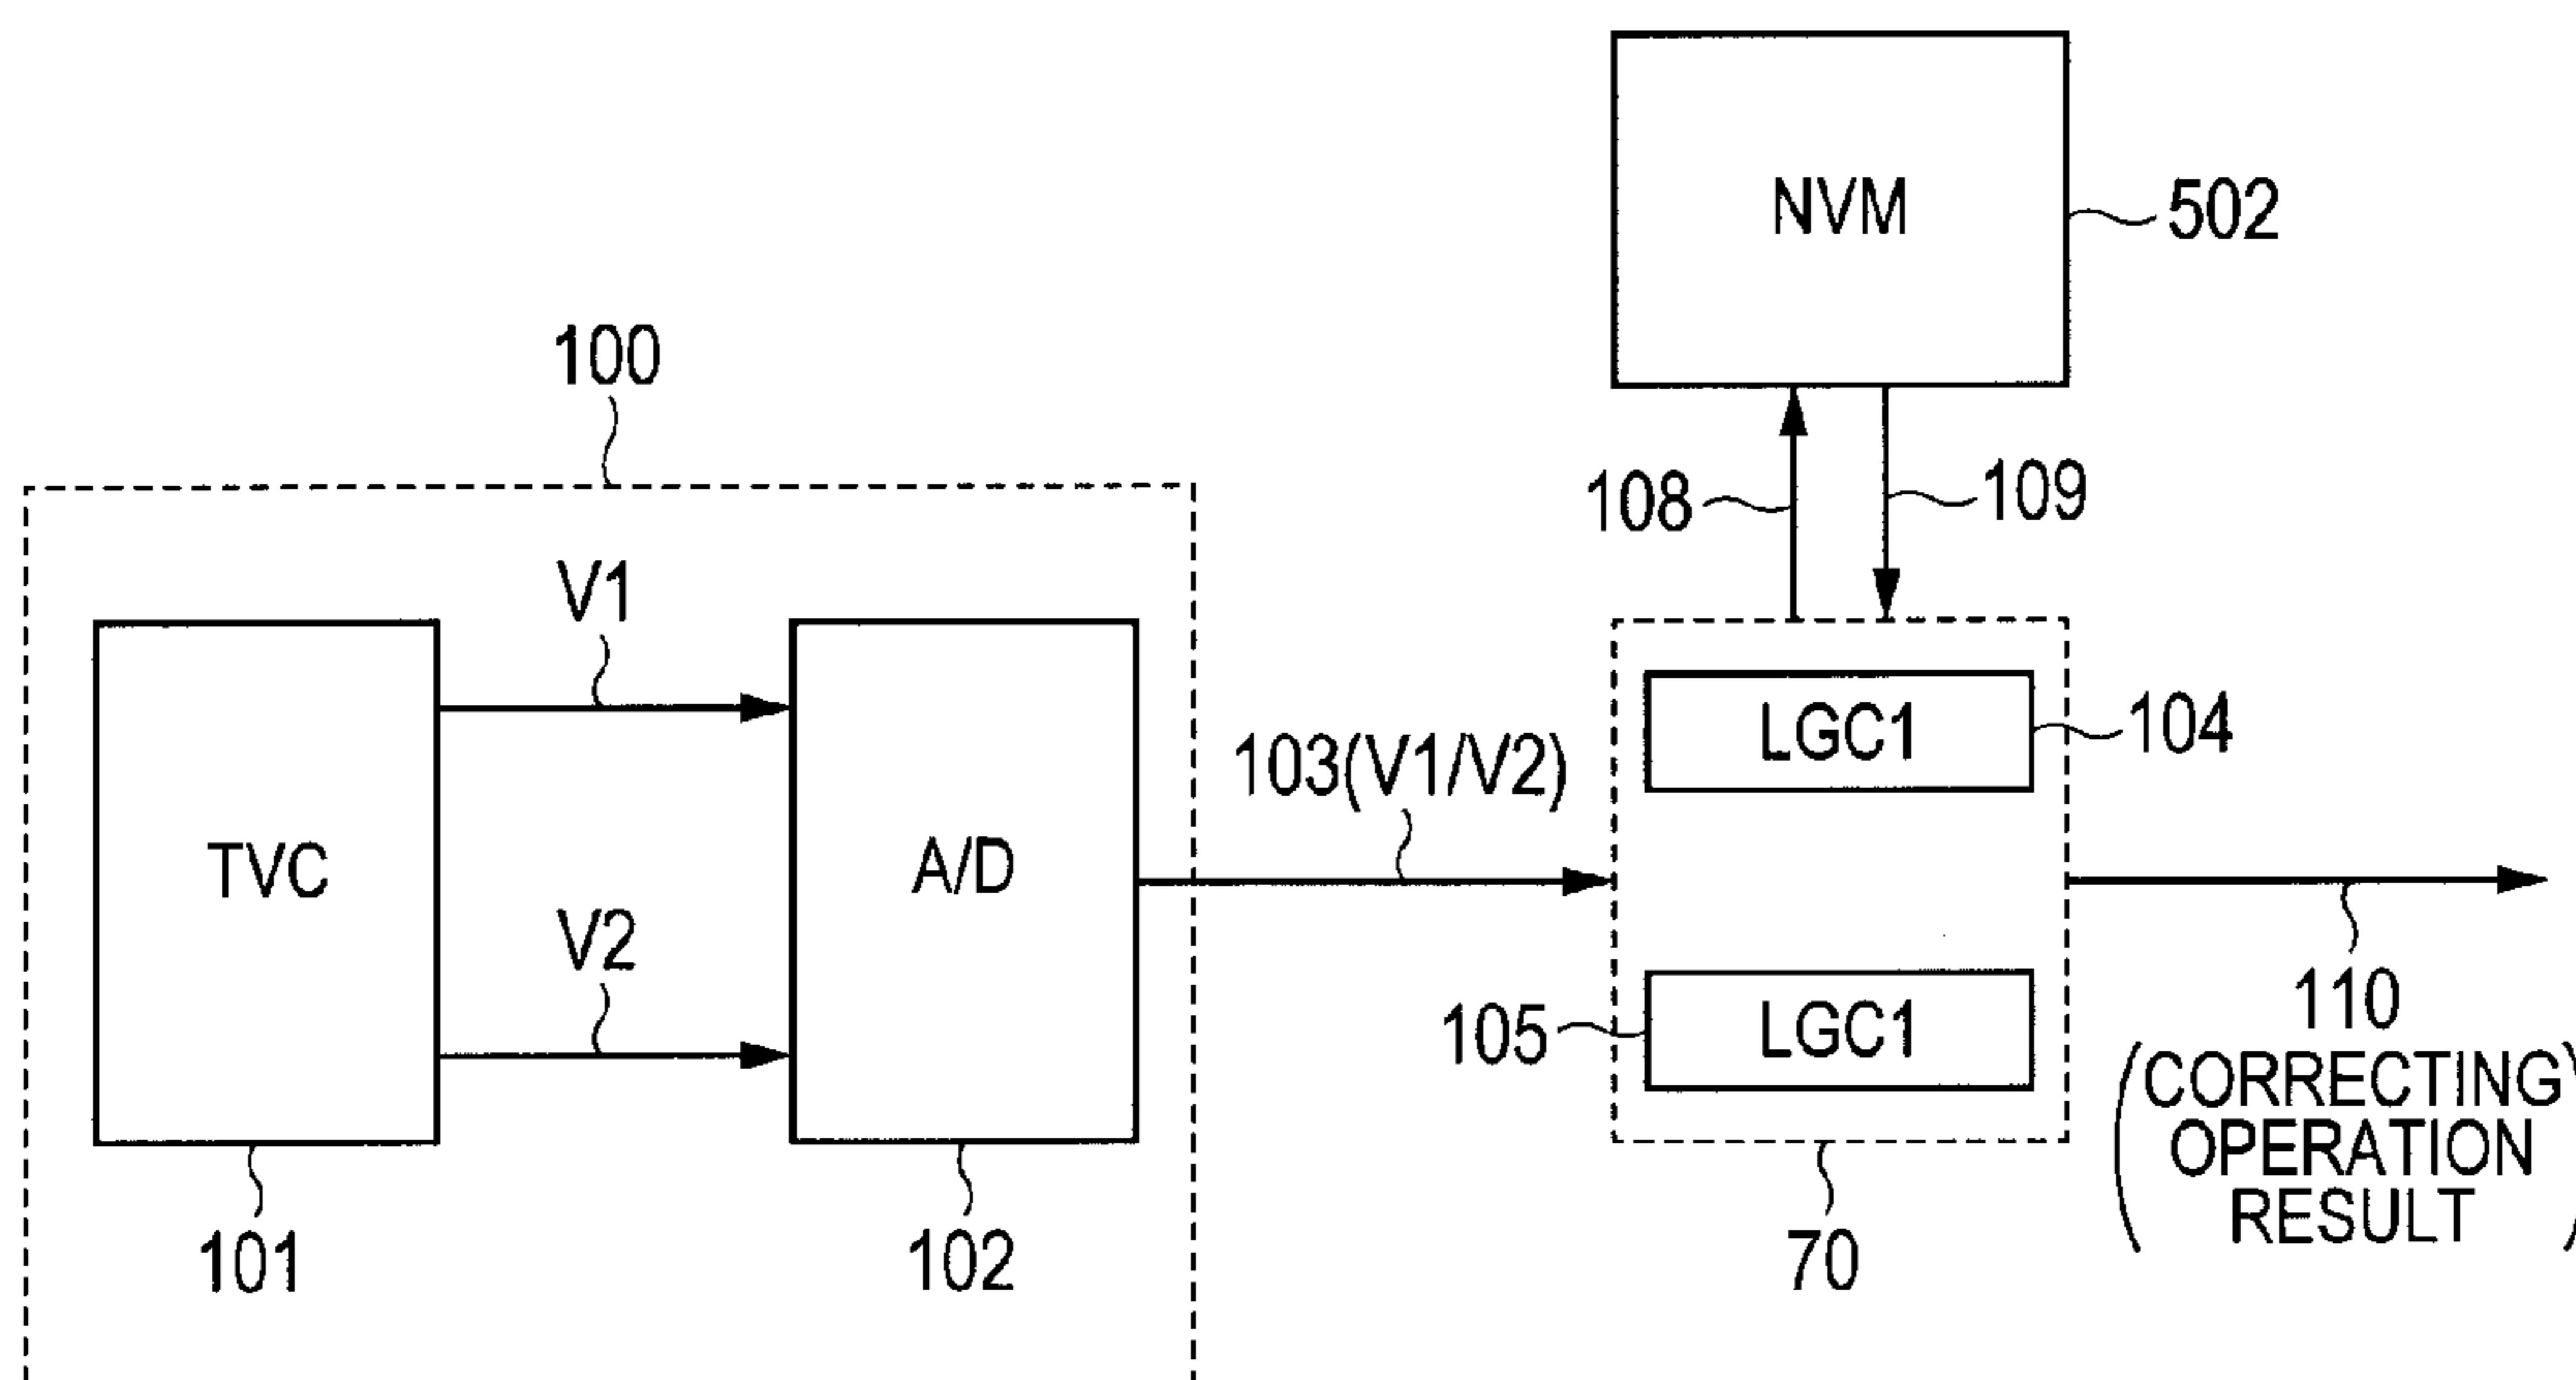 NVM
502
100
108
109
V1
TVC
A/D
V2
103(V1/V2)
LGC1
104
105
LGC1
101
102
70
110
(CORRECTING
OPERATION
RESULT)